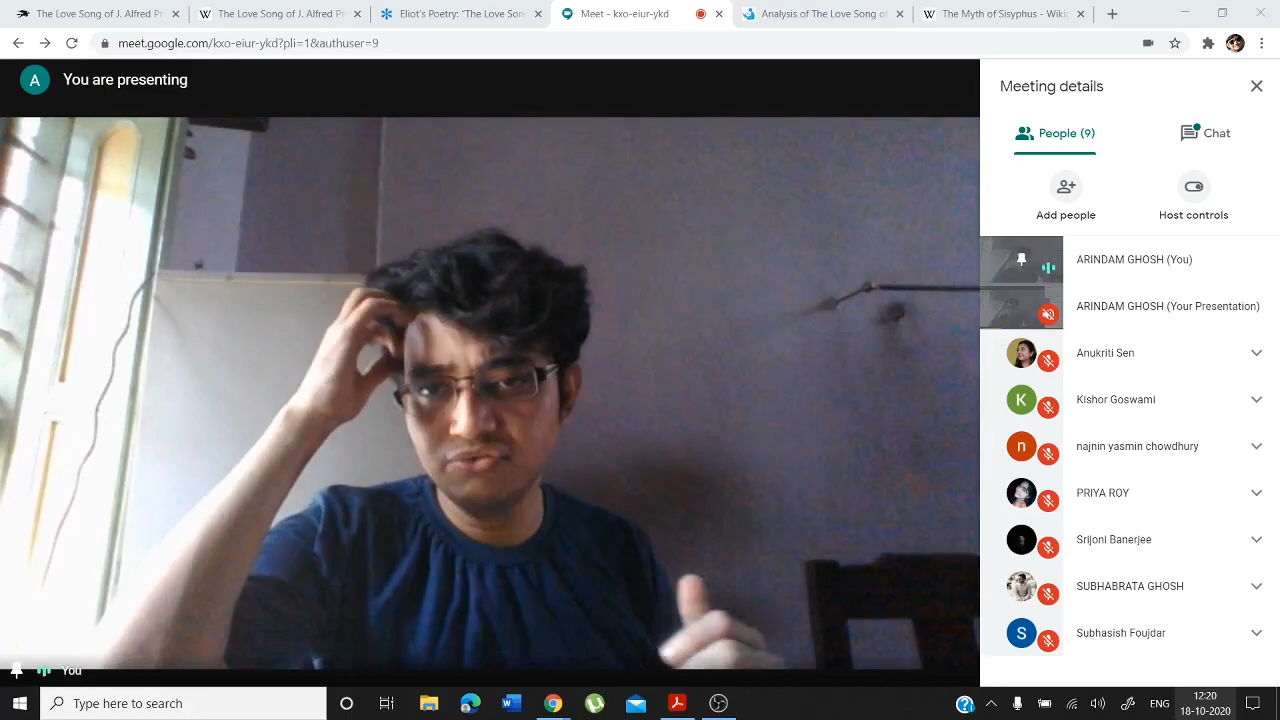 The Love Song of J. Alfred Pr
The Love Song of J. Alfred Pro
Eliot's Poetry: "The Love Song
Meet - kxo-eiur-ykd
Analysis of The Love Song of
The Myth of Sisyphus - Wikip
meet.google.com/kxo-eiur-ykd?pli=1&authuser=9
A
You are presenting
Meeting details
People (9)
Chat
Add people
Host controls
ARINDAM GHOSH (You)
ARINDAM GHOSH (Your Presentation)
Anukriti Sen
K
Kishor Goswami
n
najnin yasmin chowdhury
PRIYA ROY
Srijoni Banerjee
SUBHABRATA GHOSH
S
Subhasish Foujdar
You
Type here to search
ENG
12:20
18-10-2020